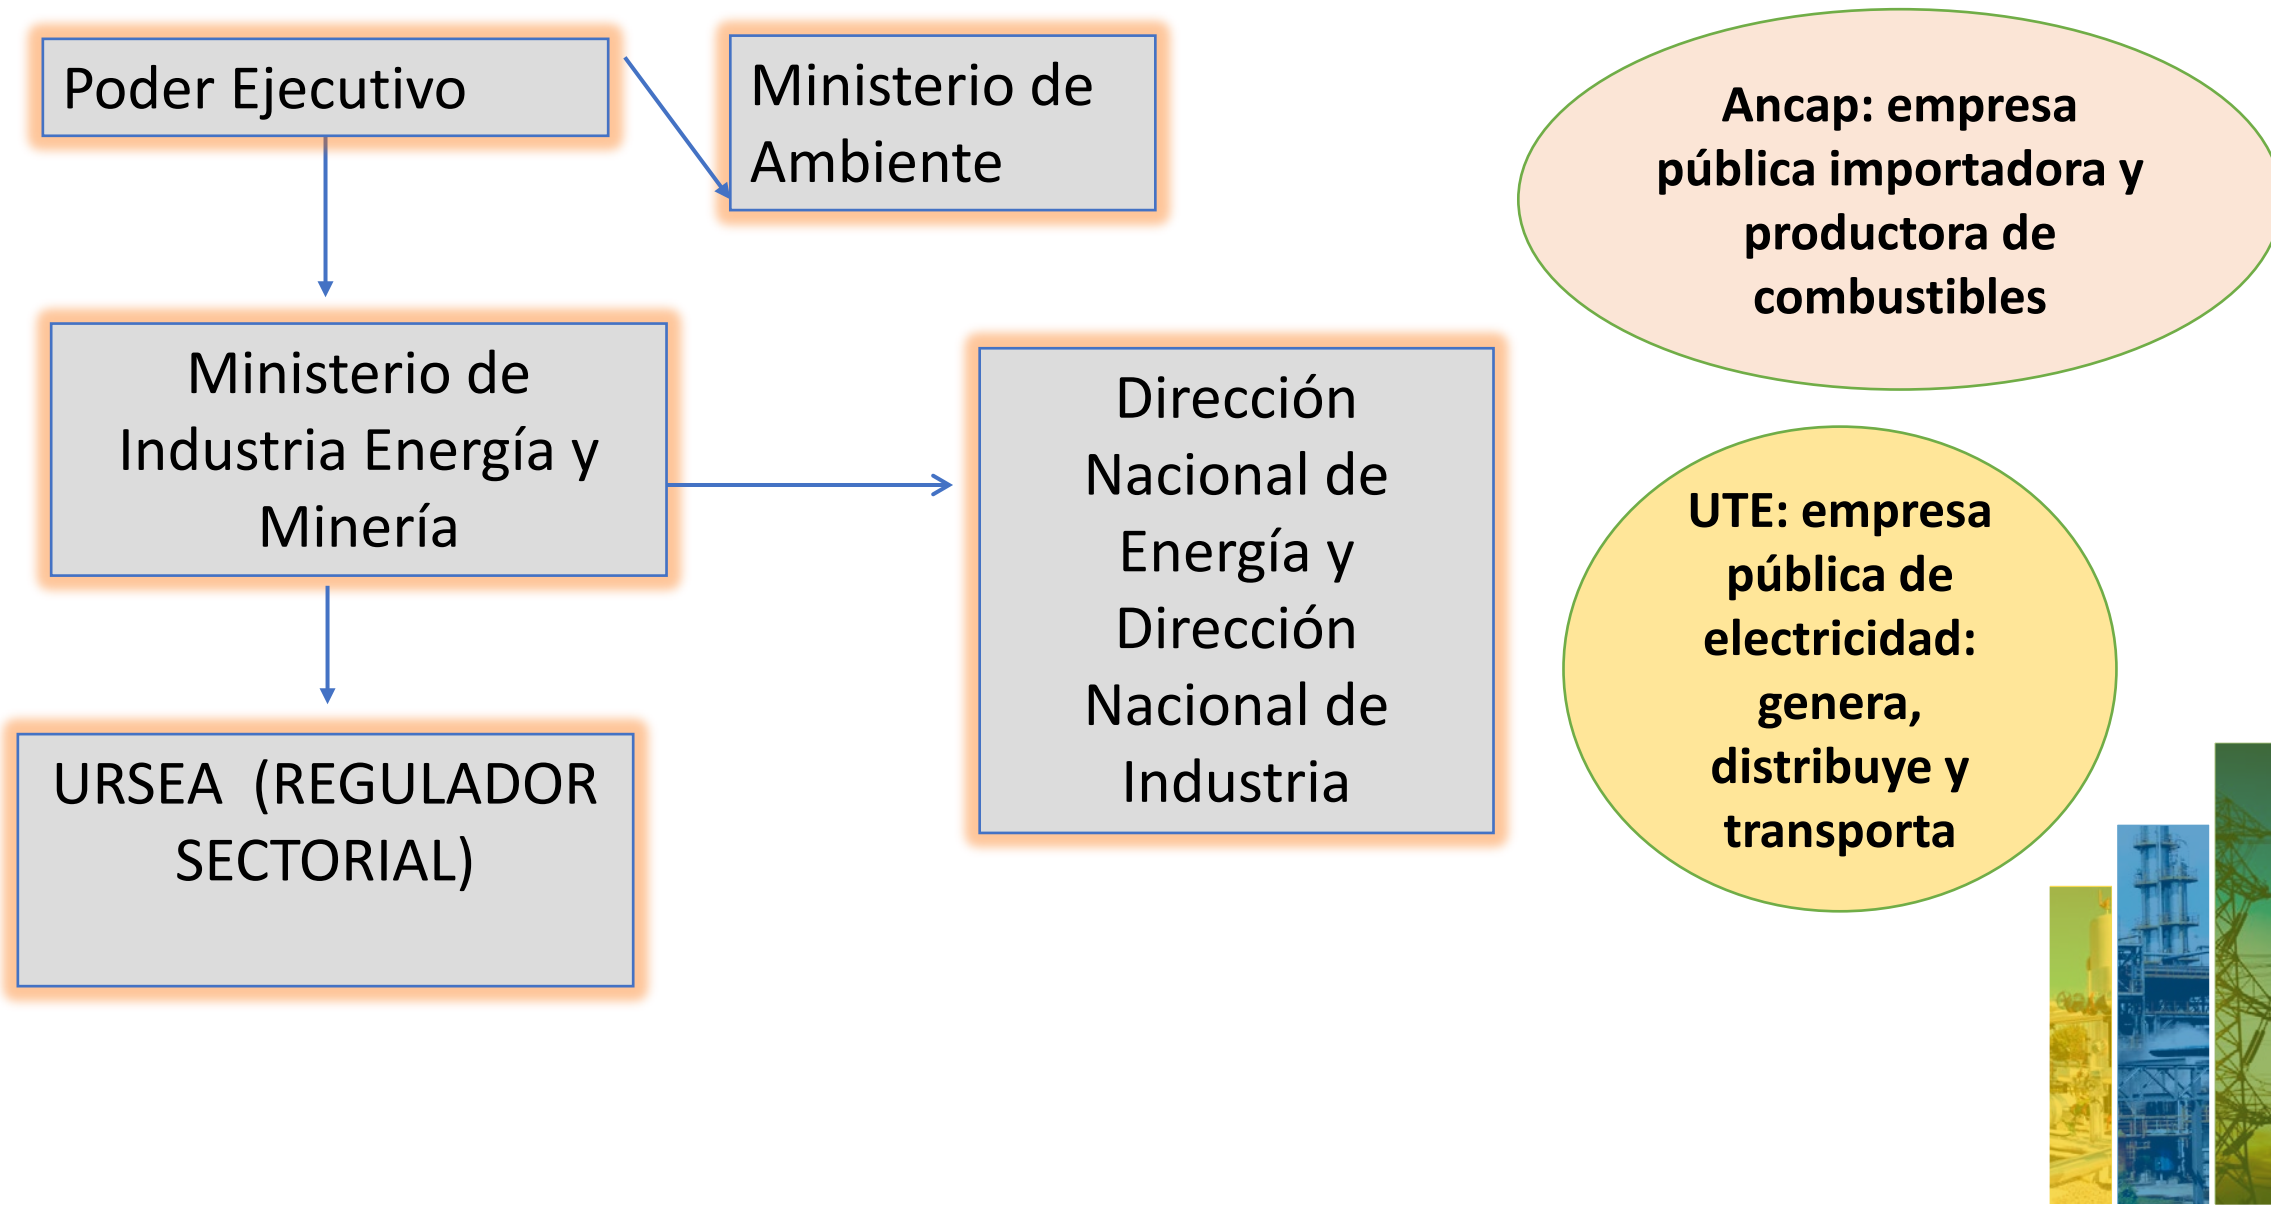 Poder Ejecutivo
Ministerio de
Ambiente
Ancap: empresa
pública importadora y
productora de
combustibles
Ministerio de
Industria Energía y
Minería
Dirección
Nacional de
Energía y
Dirección
Nacional de
Industria
UTE: empresa
pública de
electricidad:
genera,
distribuye y
transporta
URSEA  (REGULADOR
SECTORIAL)